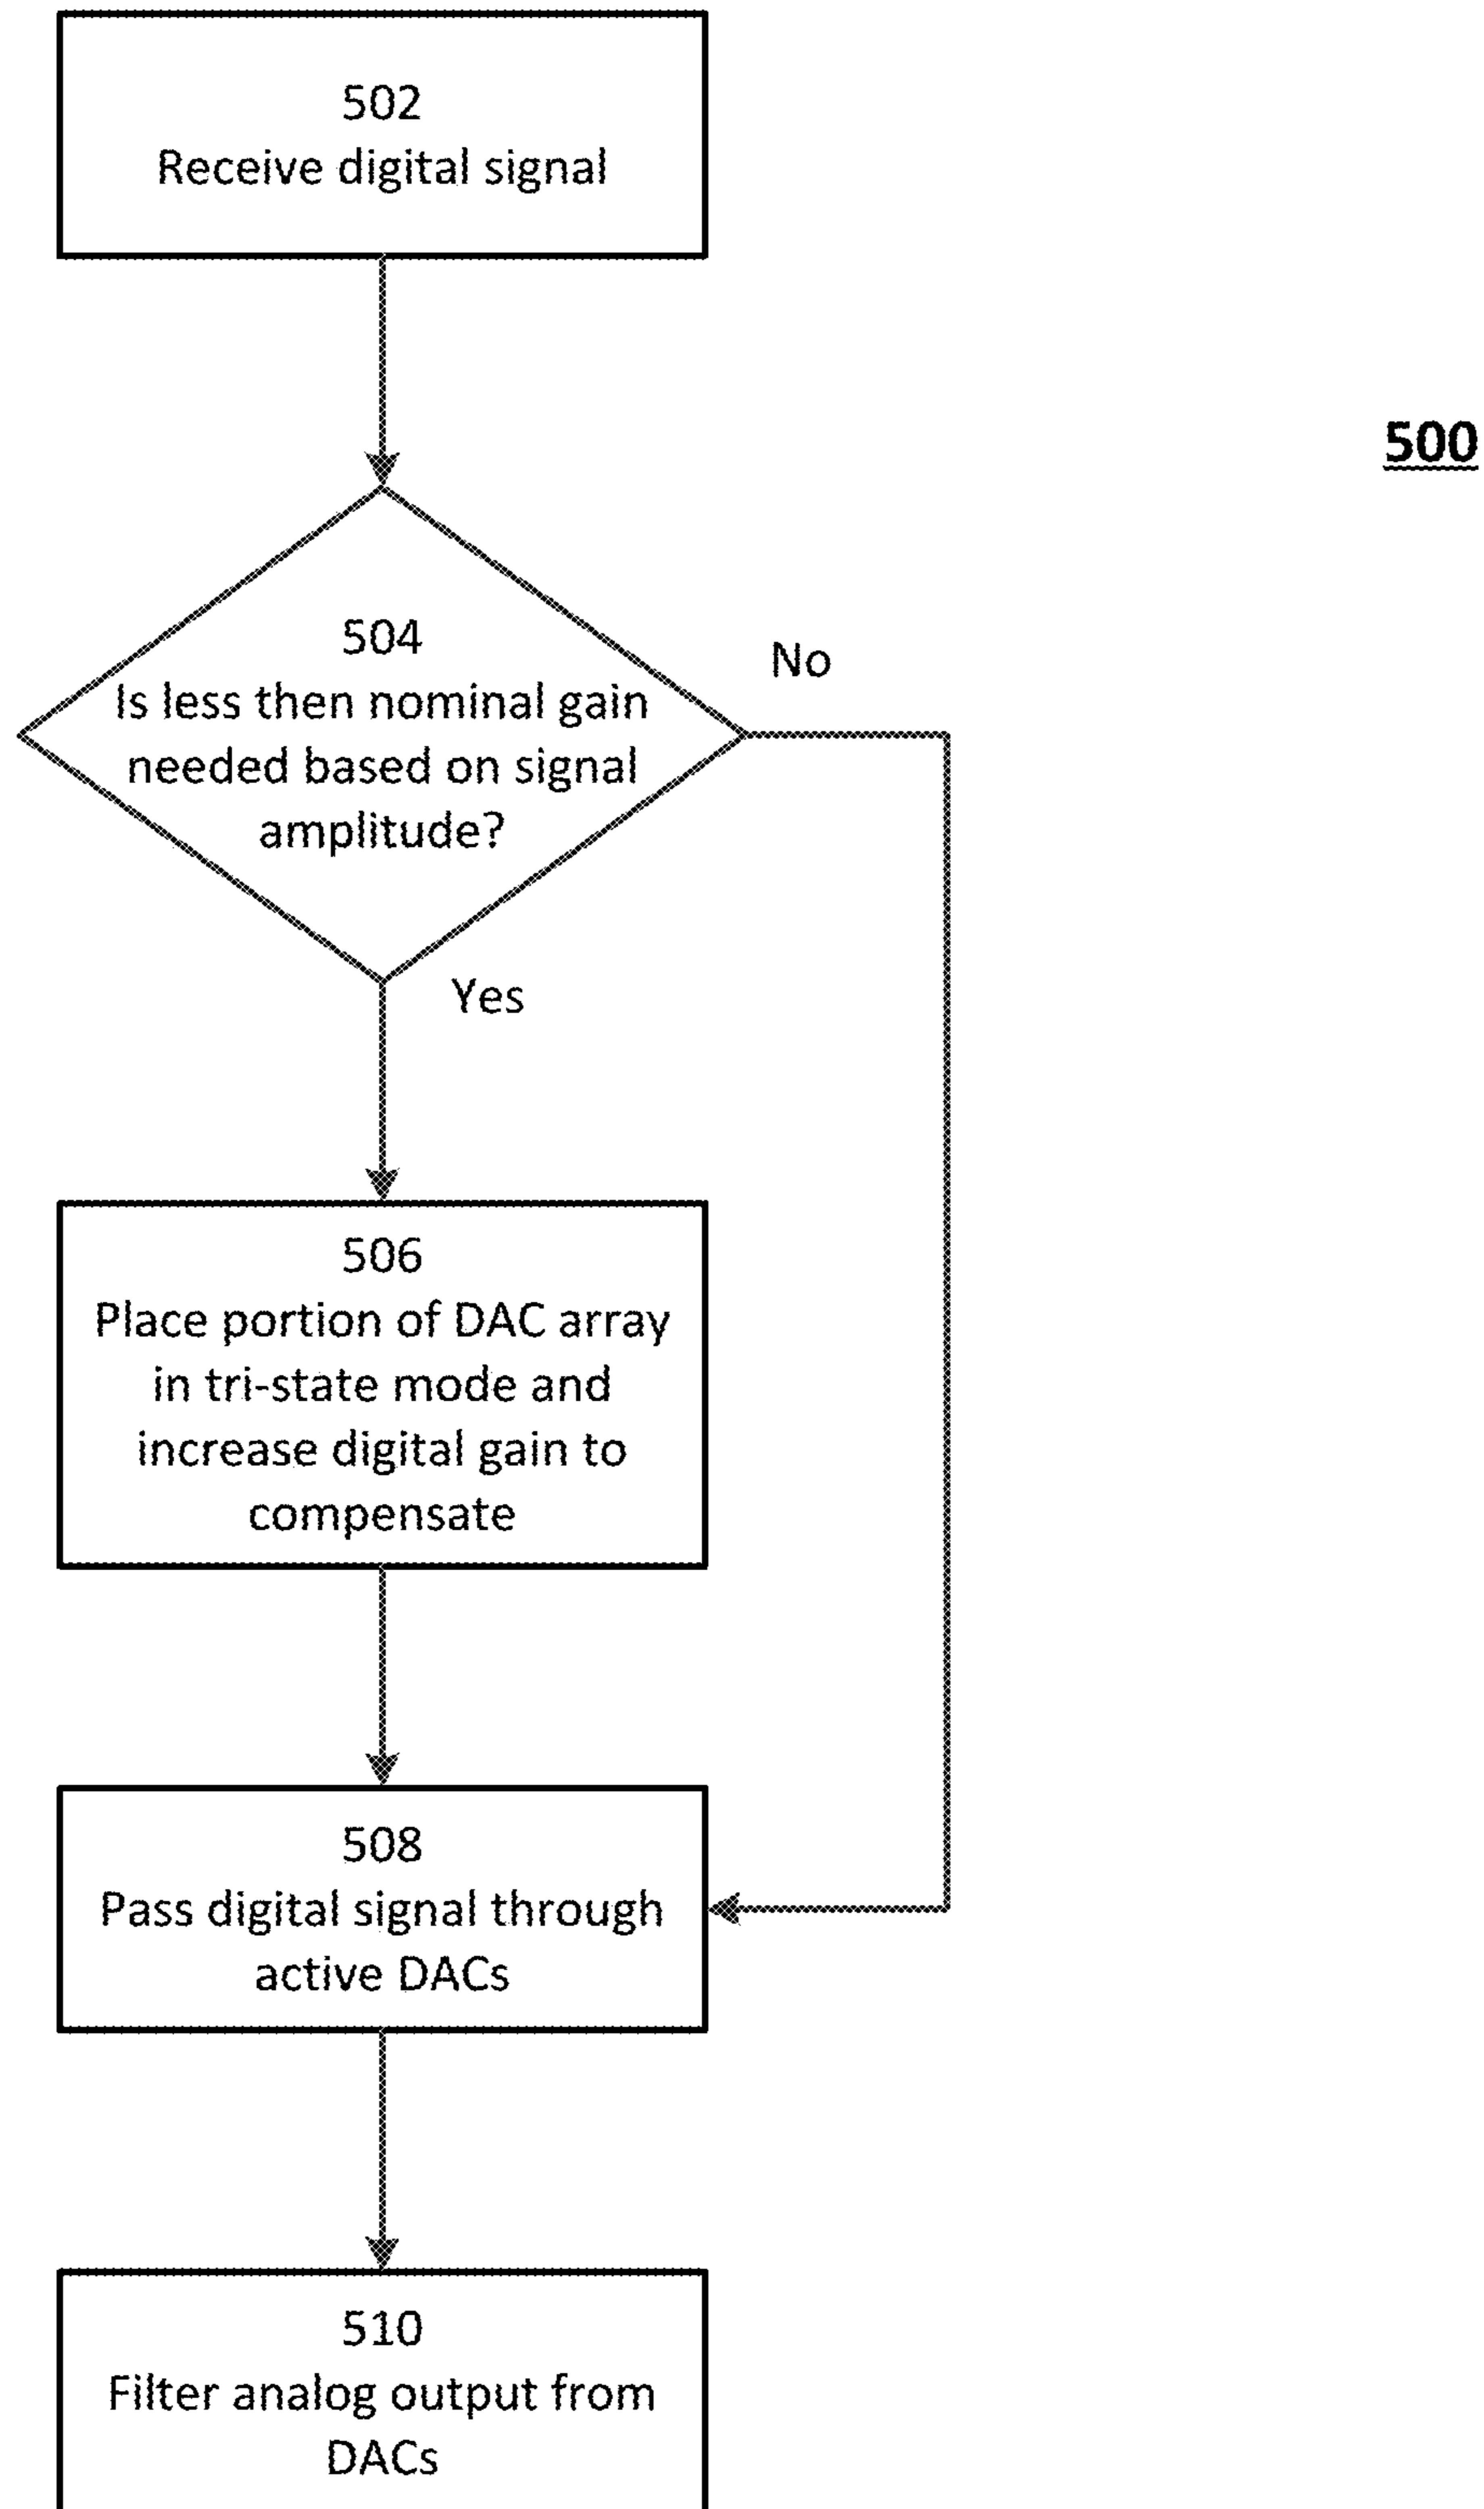 502
Receive digital signal
500
504
Is less then nominal gain
needed based on signal
amplitude?
No
Yes
506
Place portion of DAC array
in tri-state mode and
increase digital gain to
compensate
508
Pass digital signal through
active DACs
510
Filter analog output from
DACs